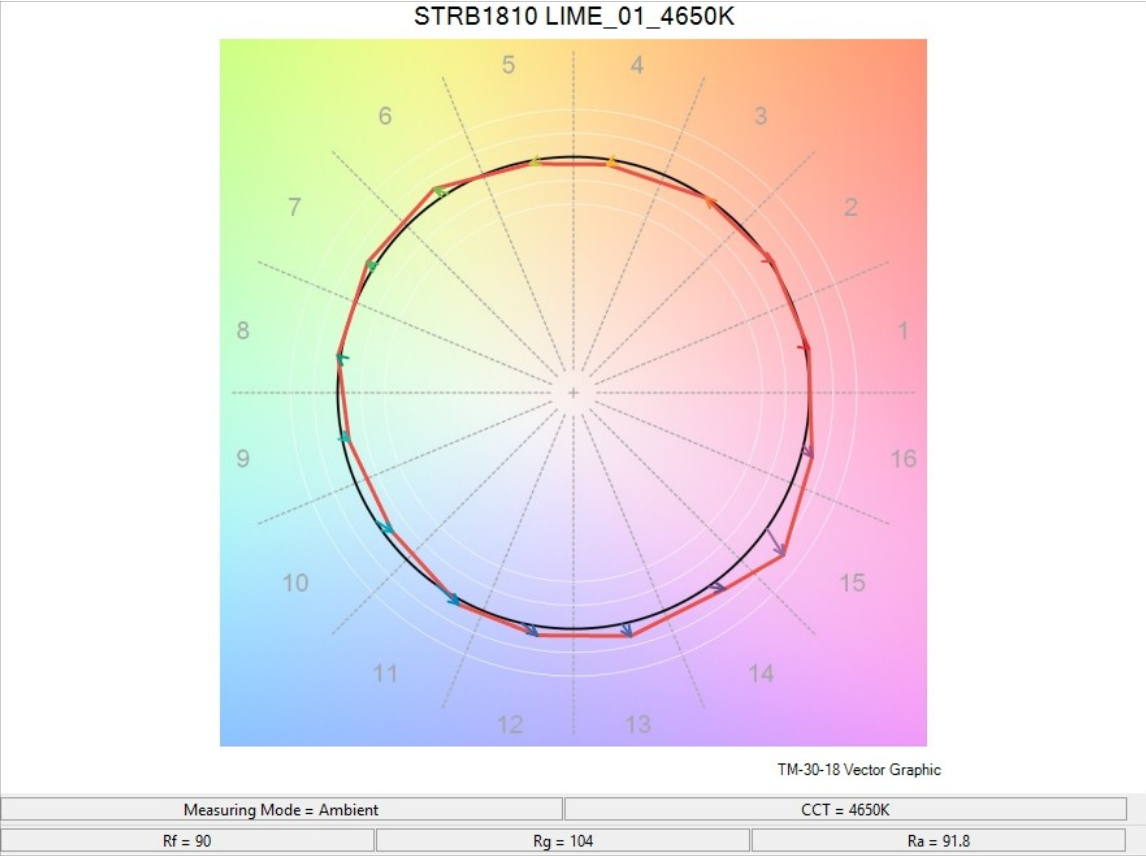 STRB1810 LIME_01_4650K
5 4
6 3
7 2
8 1
9 16
10 15
11 14
12 13
TM-30-18 Vector Graphic
Measuring Mode = Ambient CCT = 4650K
Rf = 90 Rg = 104 Ra = 91.8